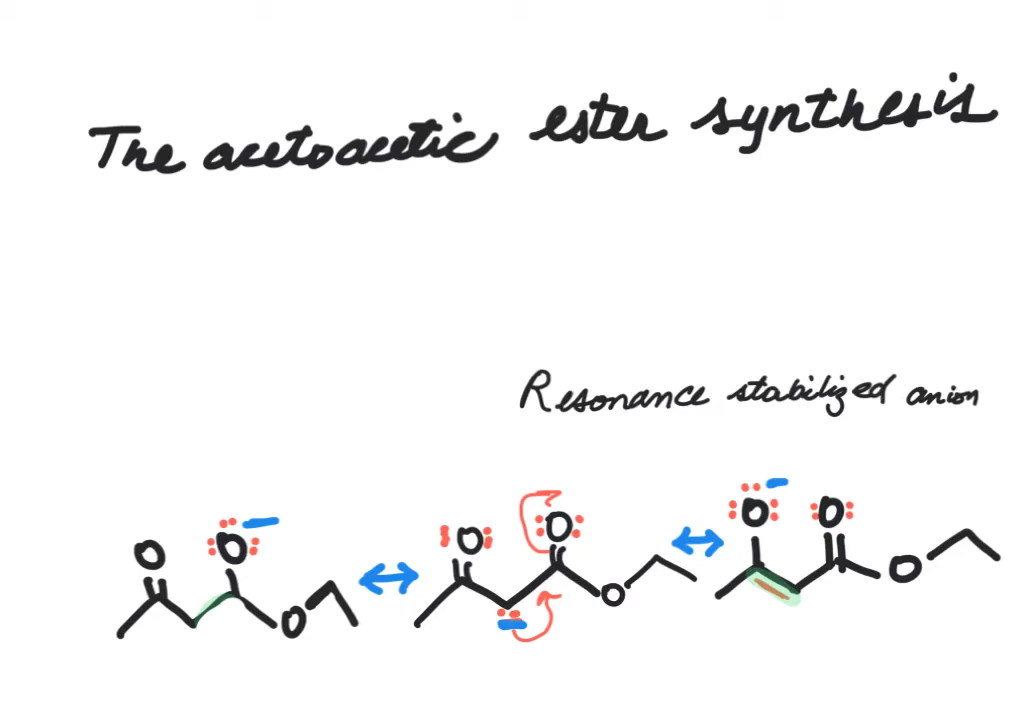 The acetoacetic ester synthesis
Resonance stabilized anion
O O O O O O
O O O